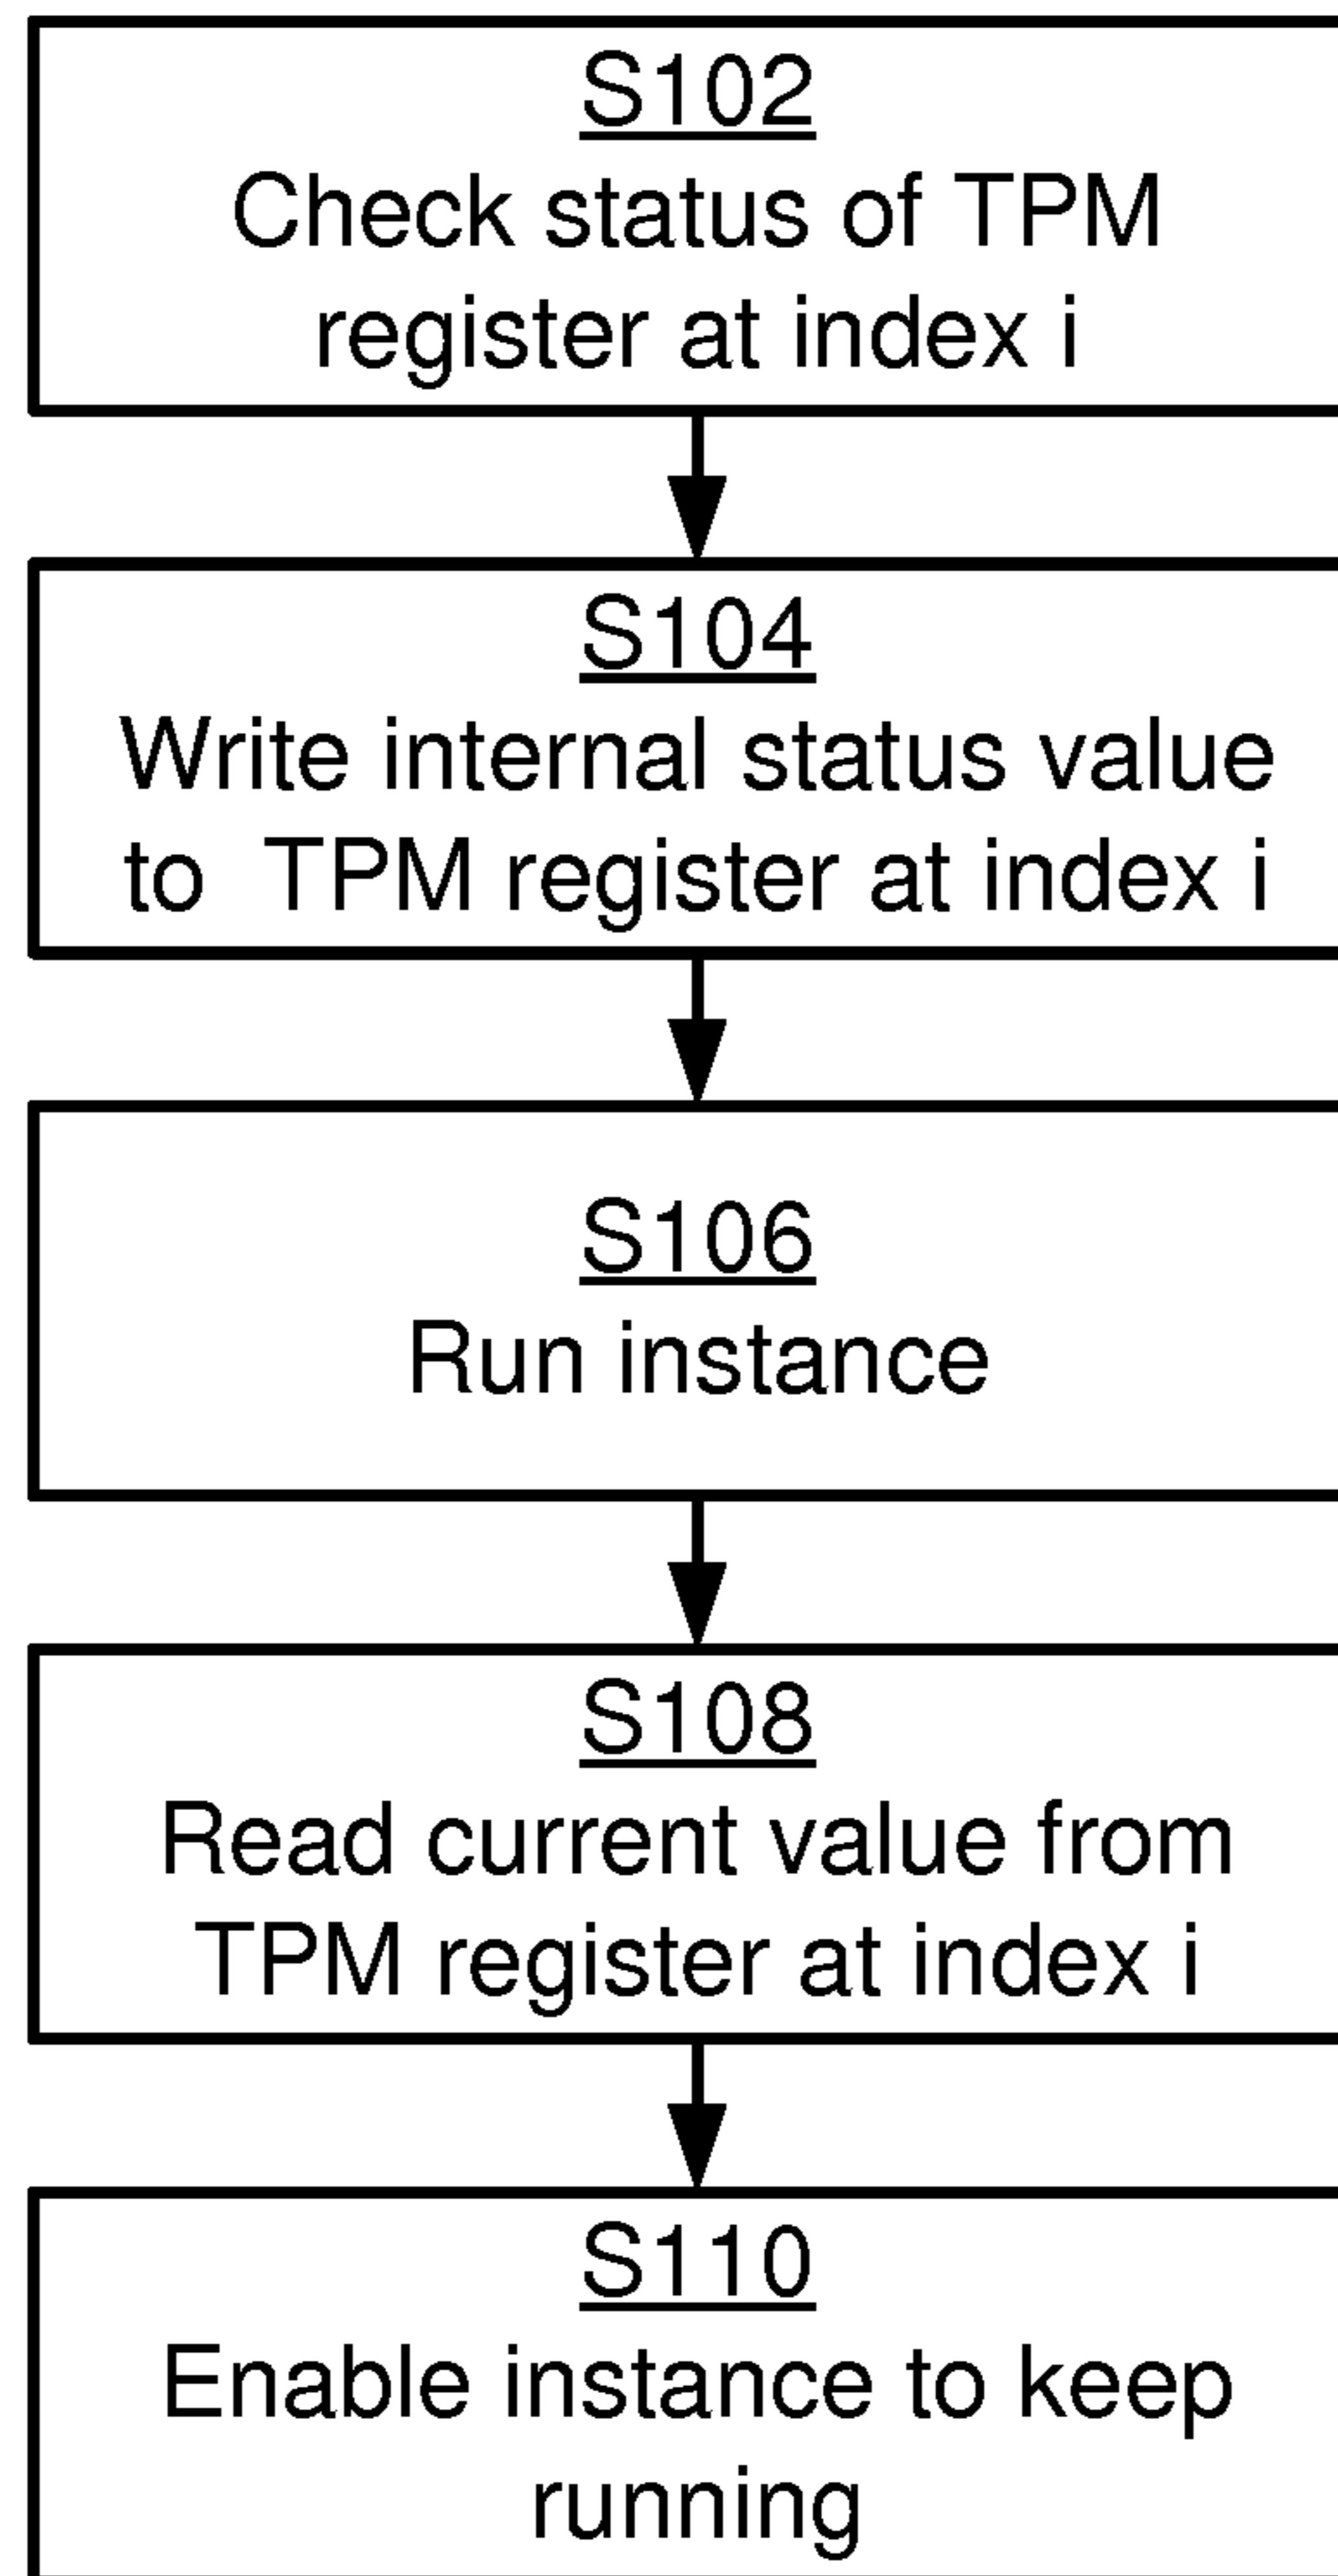 S102
Check status of TPM
register at index i
S104
Write internal status value
to TPM register at index i
S106
Run instance
S108
Read current value from
TPM register at index i
S110
Enable instance to keep
running